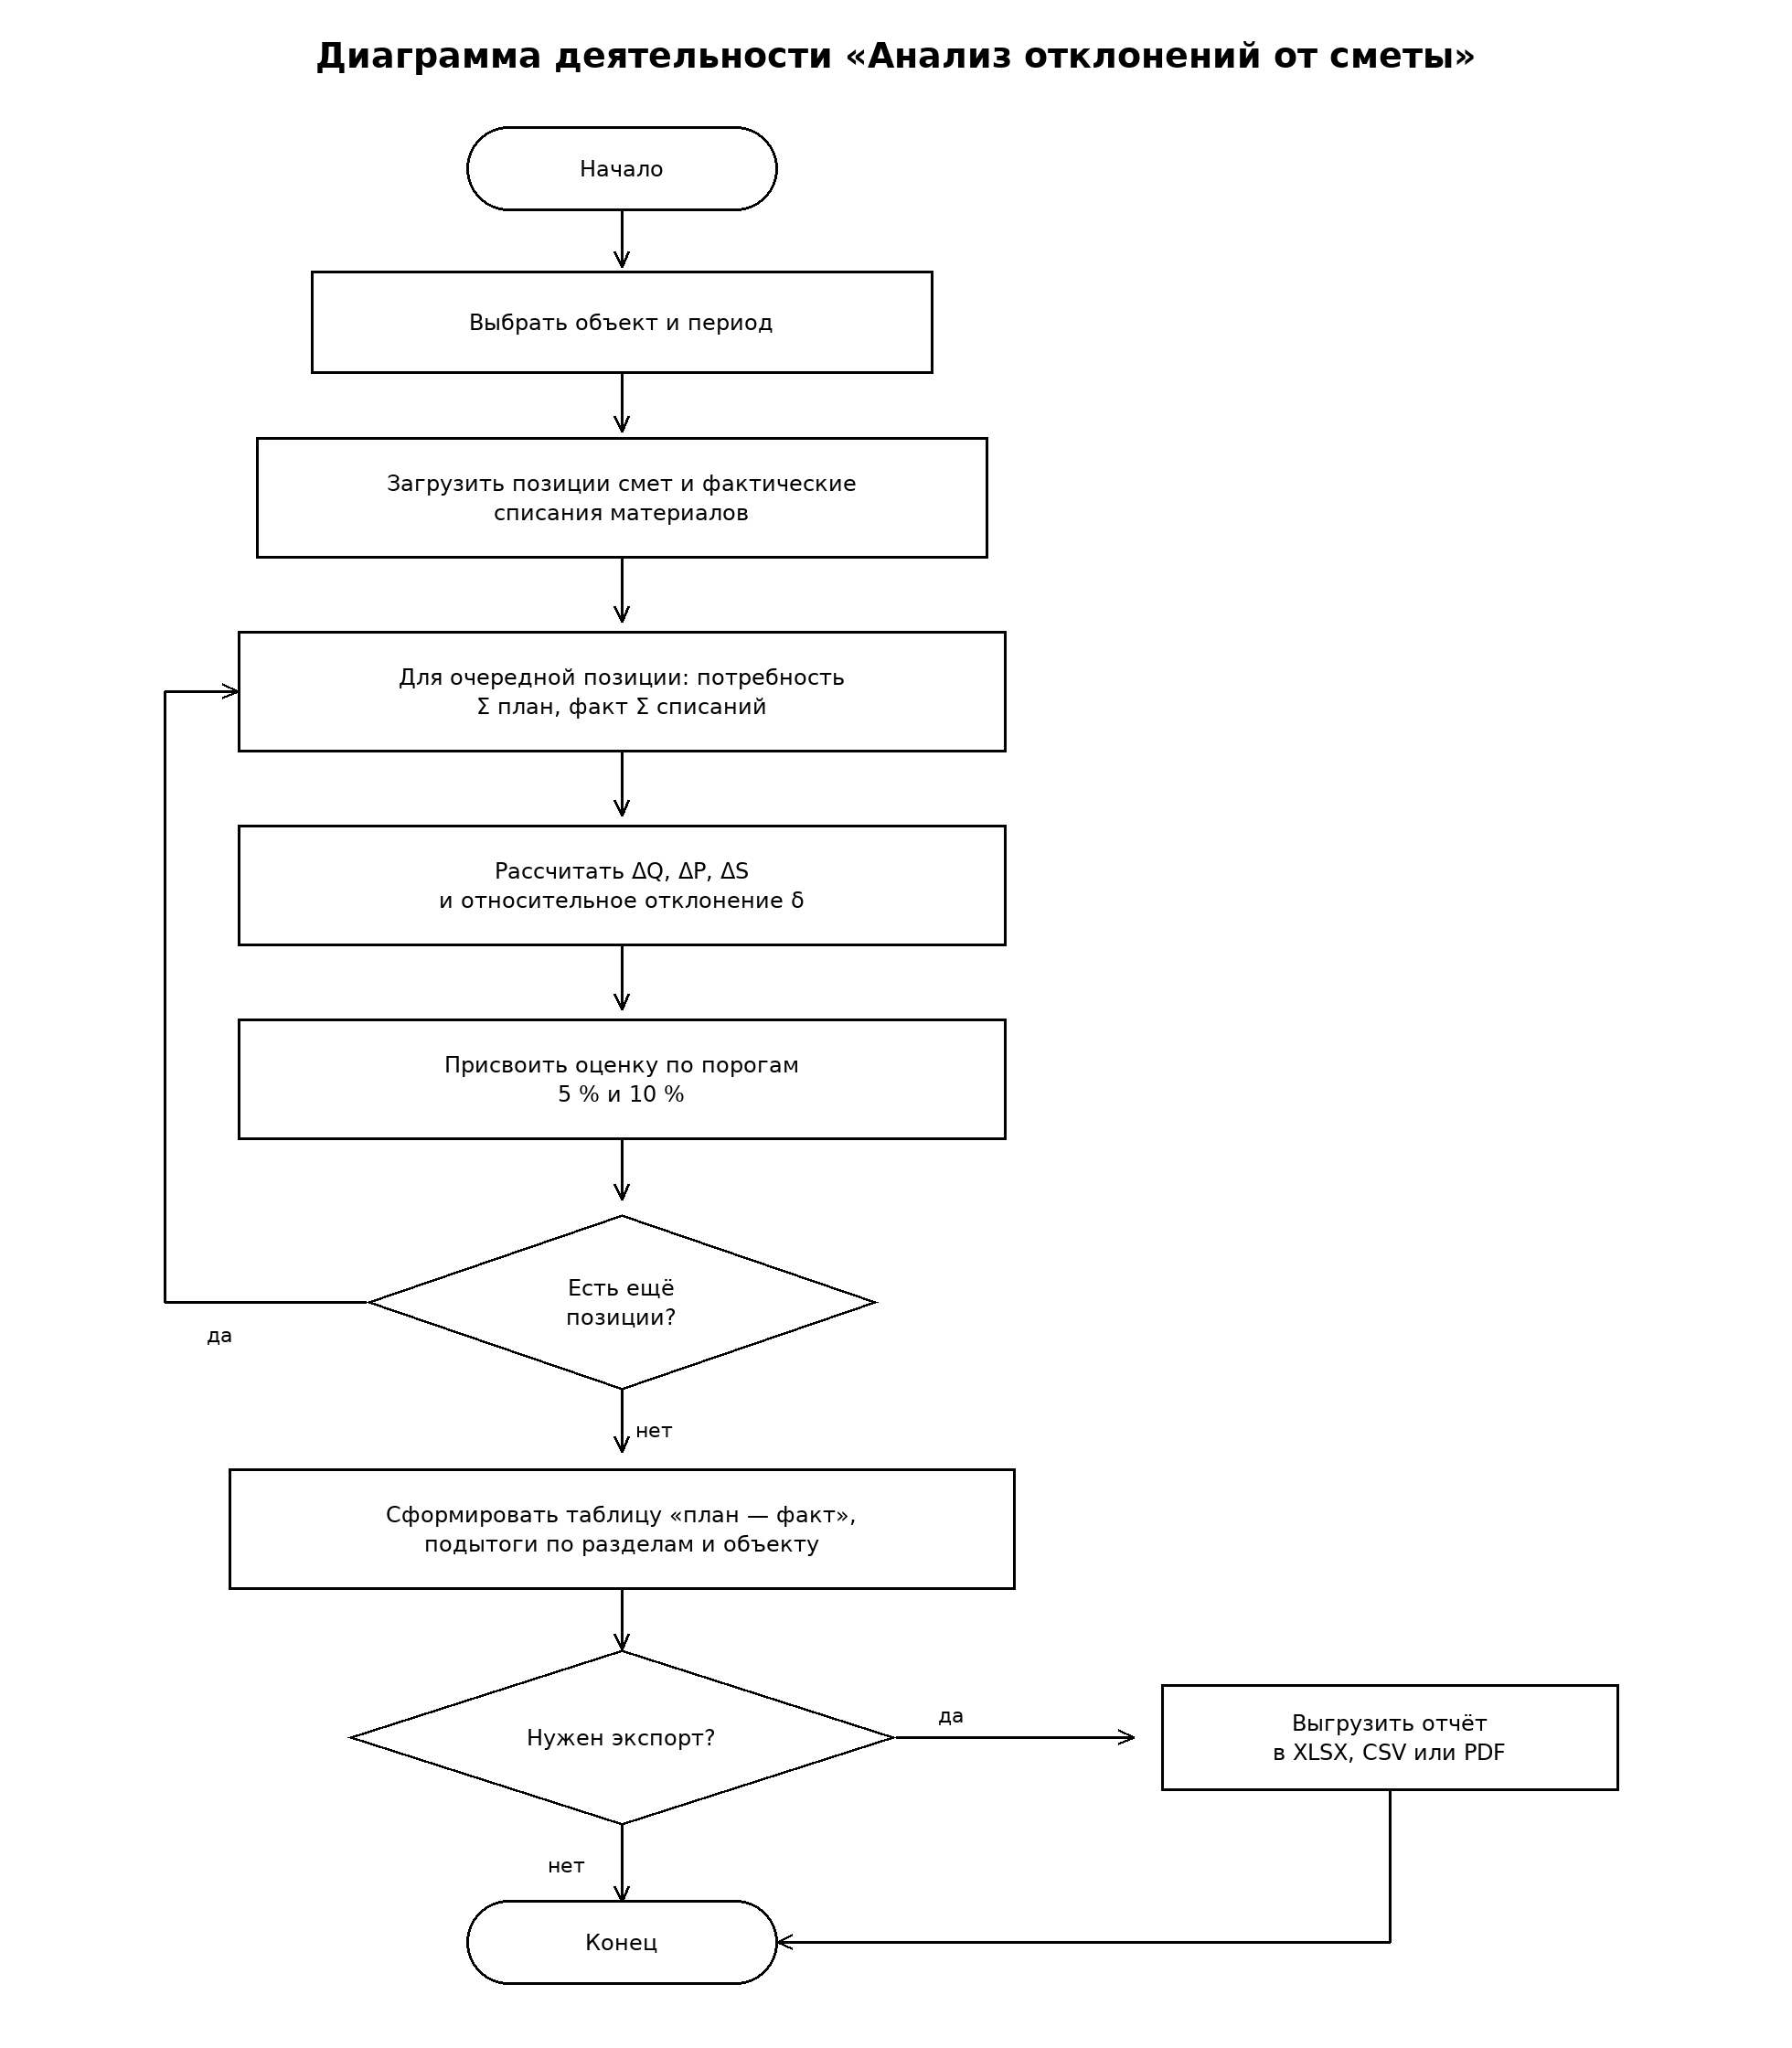 Диаграмма деятельности «Анализ отклонений от сметы»
Начало
Выбрать объект и период
Загрузить позиции смет и фактические
списания материалов
Для очередной позиции: потребность
Σ план, факт Σ списаний
Рассчитать ΔQ, ΔP, ΔS
и относительное отклонение δ
Присвоить оценку по порогам
5 % и 10 %
Есть ещё
позиции?
да
нет
Сформировать таблицу «план — факт»,
подытоги по разделам и объекту
Нужен экспорт?
да
Выгрузить отчёт
в XLSX, CSV или PDF
нет
Конец